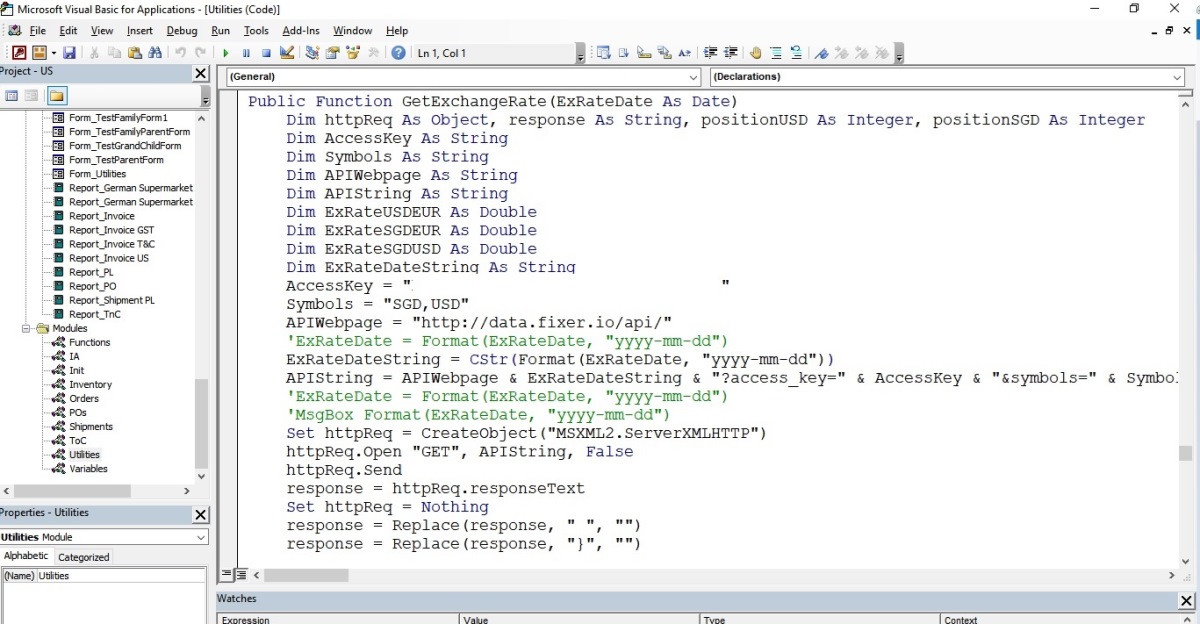 Microsoft Visual Basic for Applications - [Utilities (Code)]
File Edit View Insert Debug Run Tools Add-Ins Window Help
Ln 1, Col 1
Project - US
(General)
(Declarations)
Form_TestFamilyForm1
Form_TestFamilyParentForm
Form_TestGrandChildForm
Form_TestParentForm
Form_Utilities
Report_German Supermarket
Report_German Supermarket
Report_Invoice
Report_Invoice GST
Report_Invoice T&C
Report_Invoice US
Report_PL
Report_PO
Report_Shipment PL
Report_TnC
Modules
Functions
IA
Init
Inventory
Orders
POs
Shipments
ToC
Utilities
Variables
Properties - Utilities
Utilities Module
Alphabetic Categorized
(Name) Utilities
Public Function GetExchangeRate(ExRateDate As Date)
Dim httpReq As Object, response As String, positionUSD As Integer, positionSGD As Integer
Dim AccessKey As String
Dim Symbols As String
Dim APIWebpage As String
Dim APIString As String
Dim ExRateUSDEUR As Double
Dim ExRateSGDEUR As Double
Dim ExRateSGDUSD As Double
Dim ExRateDateString As String
AccessKey = " "
Symbols = "SGD,USD"
APIWebpage = "http://data.fixer.io/api/"
'ExRateDate = Format(ExRateDate, "yyyy-mm-dd")
ExRateDateString = CStr(Format(ExRateDate, "yyyy-mm-dd"))
APIString = APIWebpage & ExRateDateString & "?access_key=" & AccessKey & "&symbols=" & Symbol
'ExRateDate = Format(ExRateDate, "yyyy-mm-dd")
'MsgBox Format(ExRateDate, "yyyy-mm-dd")
Set httpReq = CreateObject("MSXML2.ServerXMLHTTP")
httpReq.Open "GET", APIString, False
httpReq.Send
response = httpReq.responseText
Set httpReq = Nothing
response = Replace(response, " ", "")
response = Replace(response, "}", "")
Watches
Expression Value Type Context